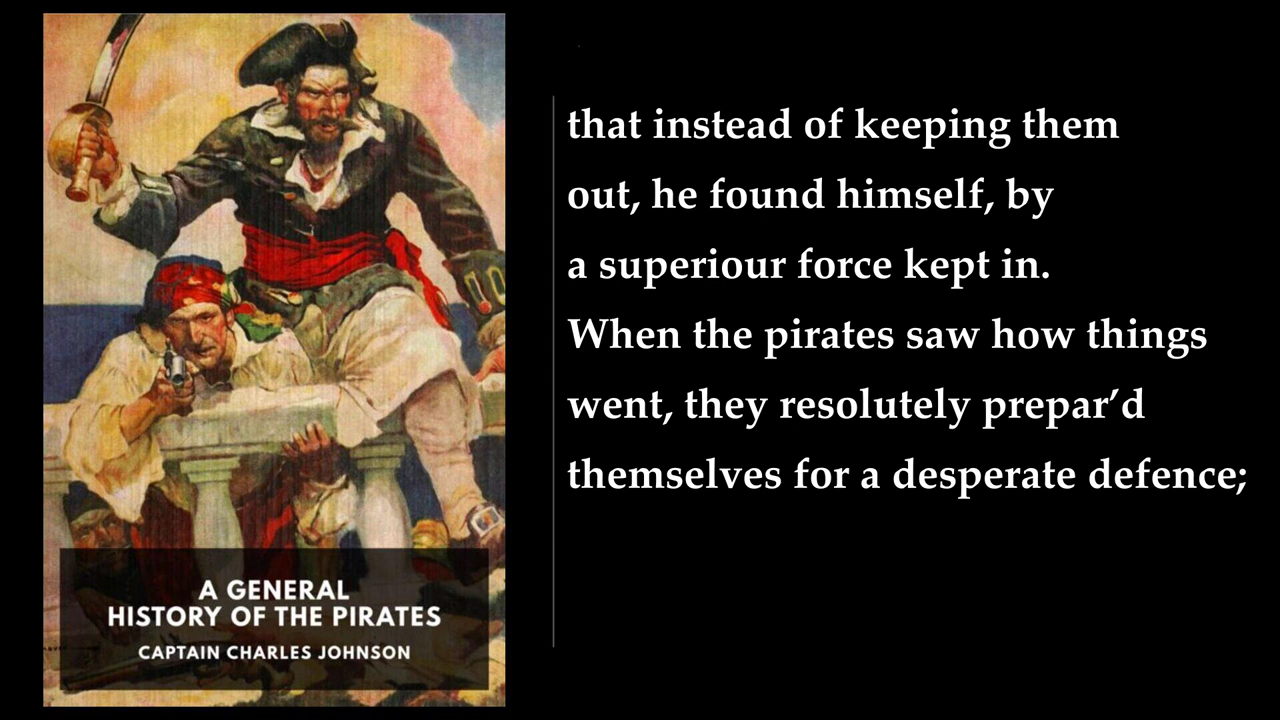 A GENERAL
HISTORY OF THE PIRATES
CAPTAIN CHARLES JOHNSON
that instead of keeping them
out, he found himself, by
a superiour force kept in.
When the pirates saw how things
went, they resolutely prepar’d
themselves for a desperate defence;